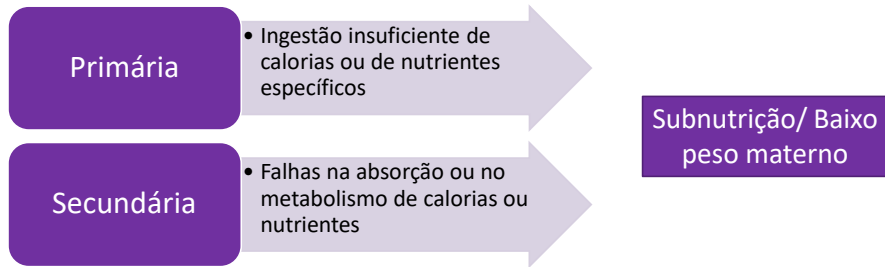 Primária
• Ingestão insuficiente de
calorias ou de nutrientes
específicos
Secundária
• Falhas na absorção ou no
metabolismo de calorias ou
nutrientes
Subnutrição/ Baixo
peso materno